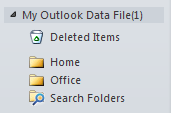 My Outlook Data File(1)
Deleted Items
Home
Office
Search Folders